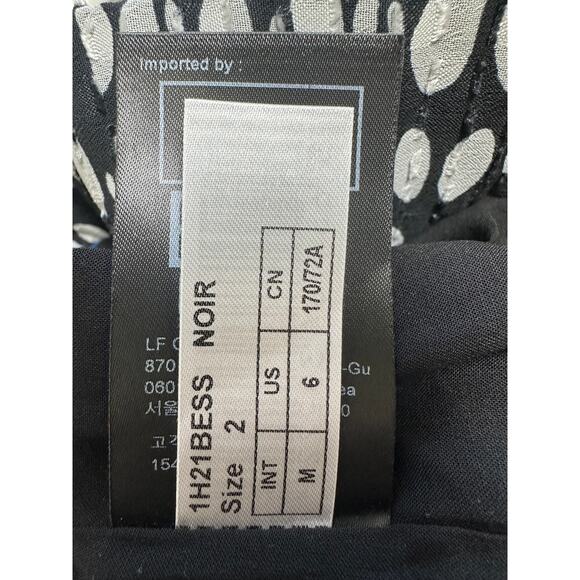 Imported by :
LF
870 -Gu
060 ea
서울 0
고객
154
1H21BESS NOIR
Size 2
INT US CN
M 6 170/72A